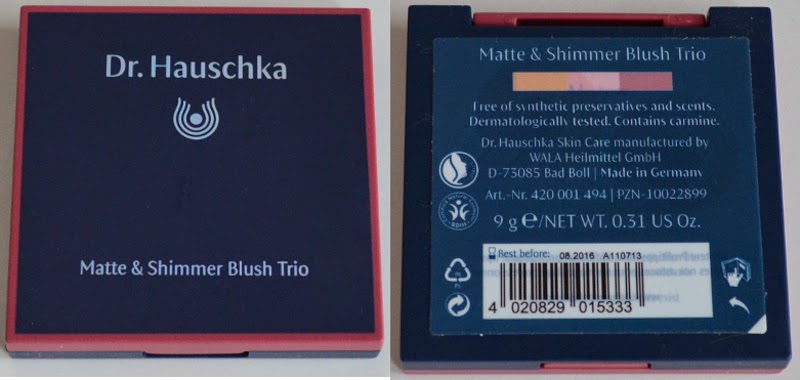 Dr. Hauschka
Matte & Shimmer Blush Trio
Matte & Shimmer Blush Trio
Free of synthetic preservatives and scents.
Dermatologically tested. Contains carmine.
Dr. Hauschka Skin Care manufactured by
WALA Heilmittel GmbH
D-73085 Bad Boll | Made in Germany
Art.-Nr. 420 001 494 | PZN-10022899
BDIH
9 g ℮/NET WT. 0.31 US Oz.
Best before: 08.2016 A110713
4 020829 015333